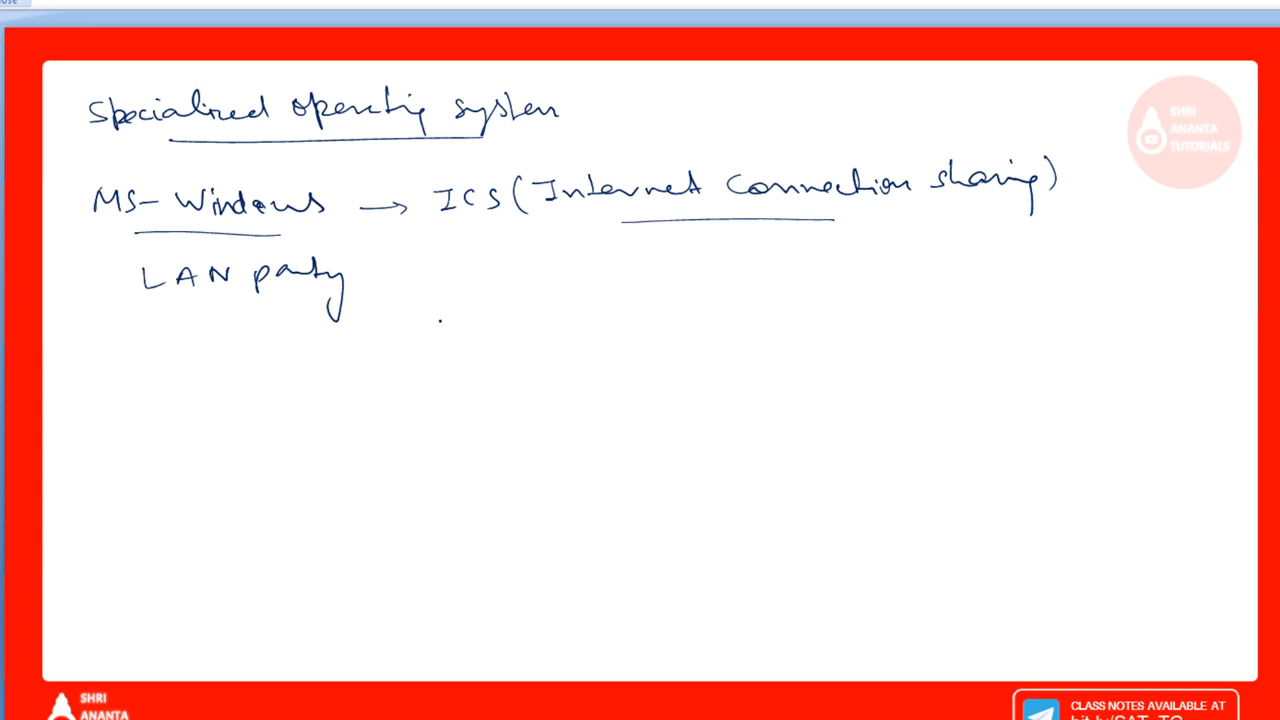 ose
Specialized operating system
SHRI
ANANTA
TUTORIALS
MS-Windows → ICS (Internet Connection sharing)
LAN party
SHRI
ANANTA
CLASS NOTES AVAILABLE AT